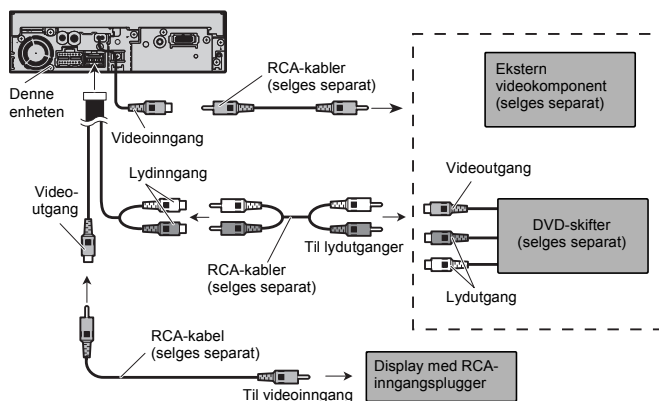 RCA-kabler
(selges separat)
Ekstern
videokomponent
(selges separat)
Denne
enheten
Videoinngang
Lydinngang
Videoutgang
Video-
utgang
DVD-skifter
(selges separat)
Til lydutganger
RCA-kabler
(selges separat)
Lydutgang
RCA-kabel
(selges separat)
Display med RCA-
inngangsplugger
Til videoinngang